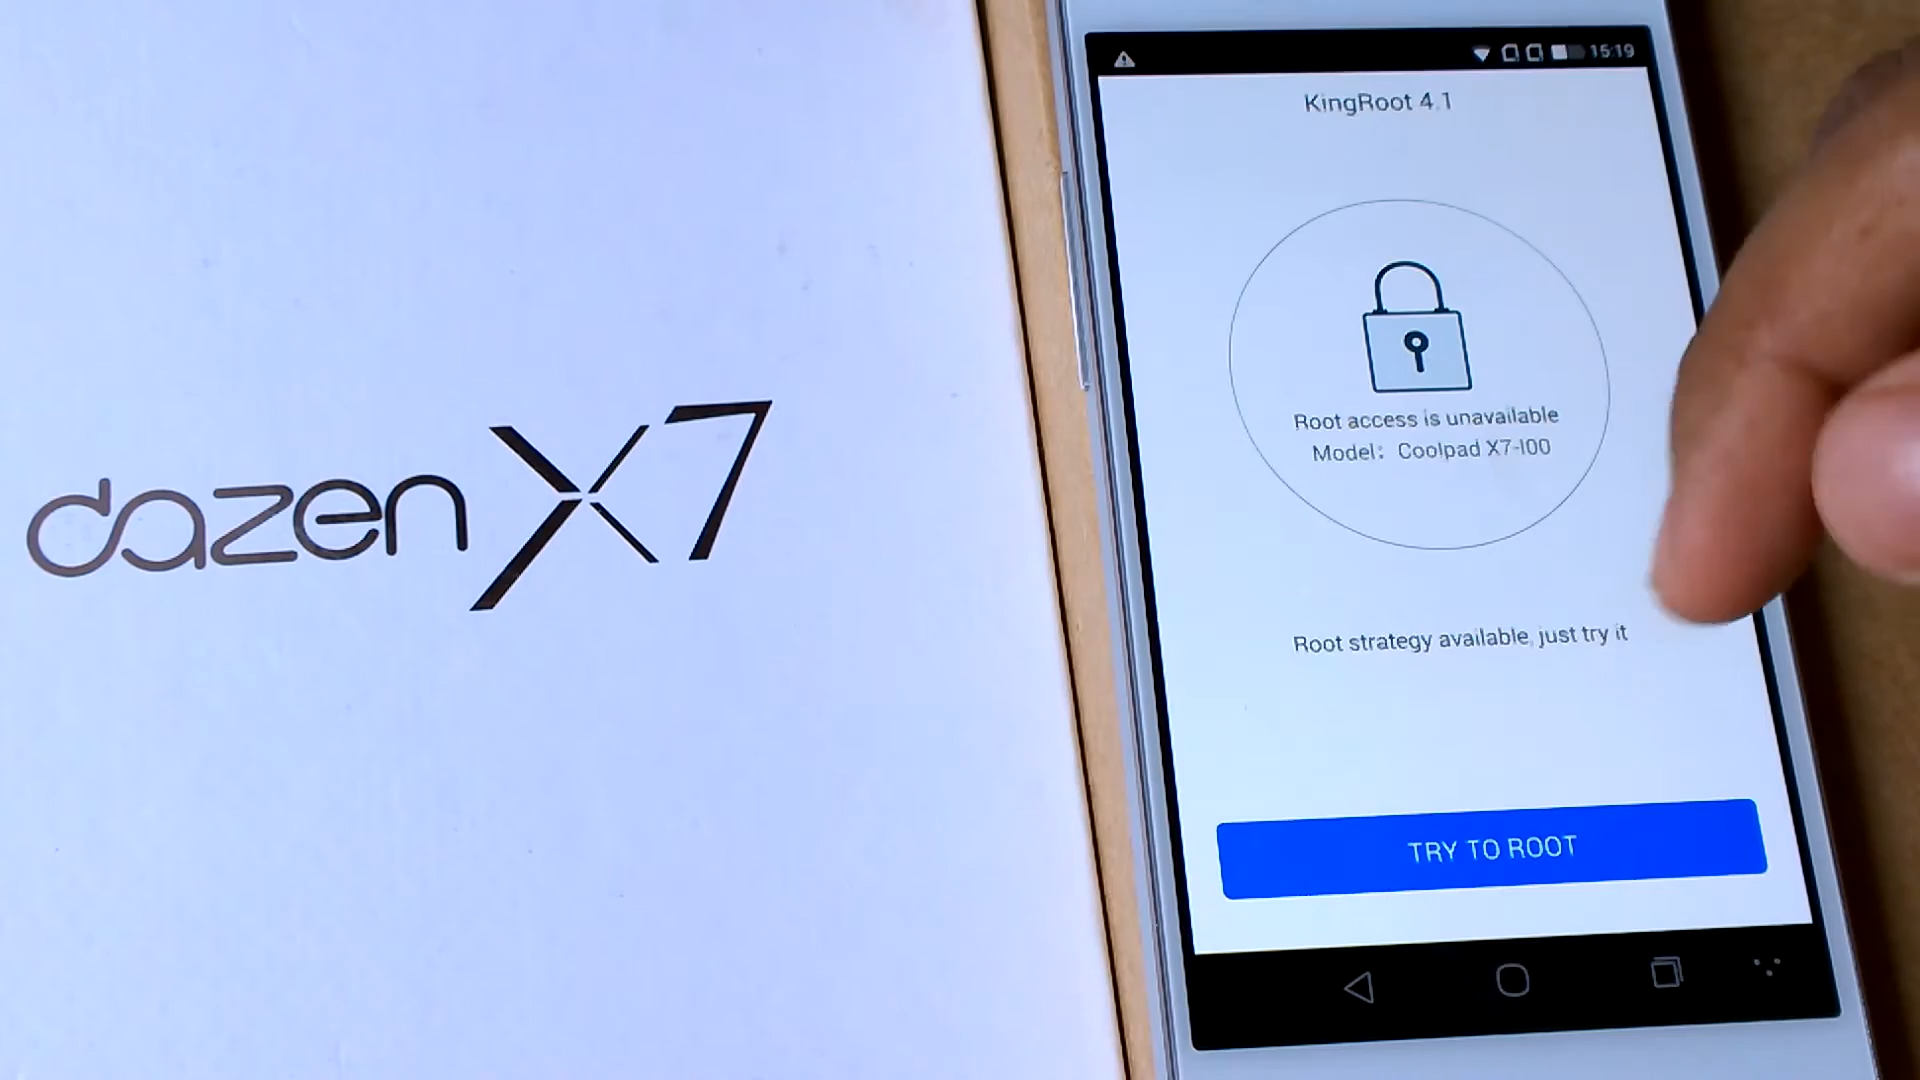 dazen X7
15:19
KingRoot 4.1
Root access is unavailable
Model: Coolpad X7-I00
Root strategy available, just try it
TRY TO ROOT